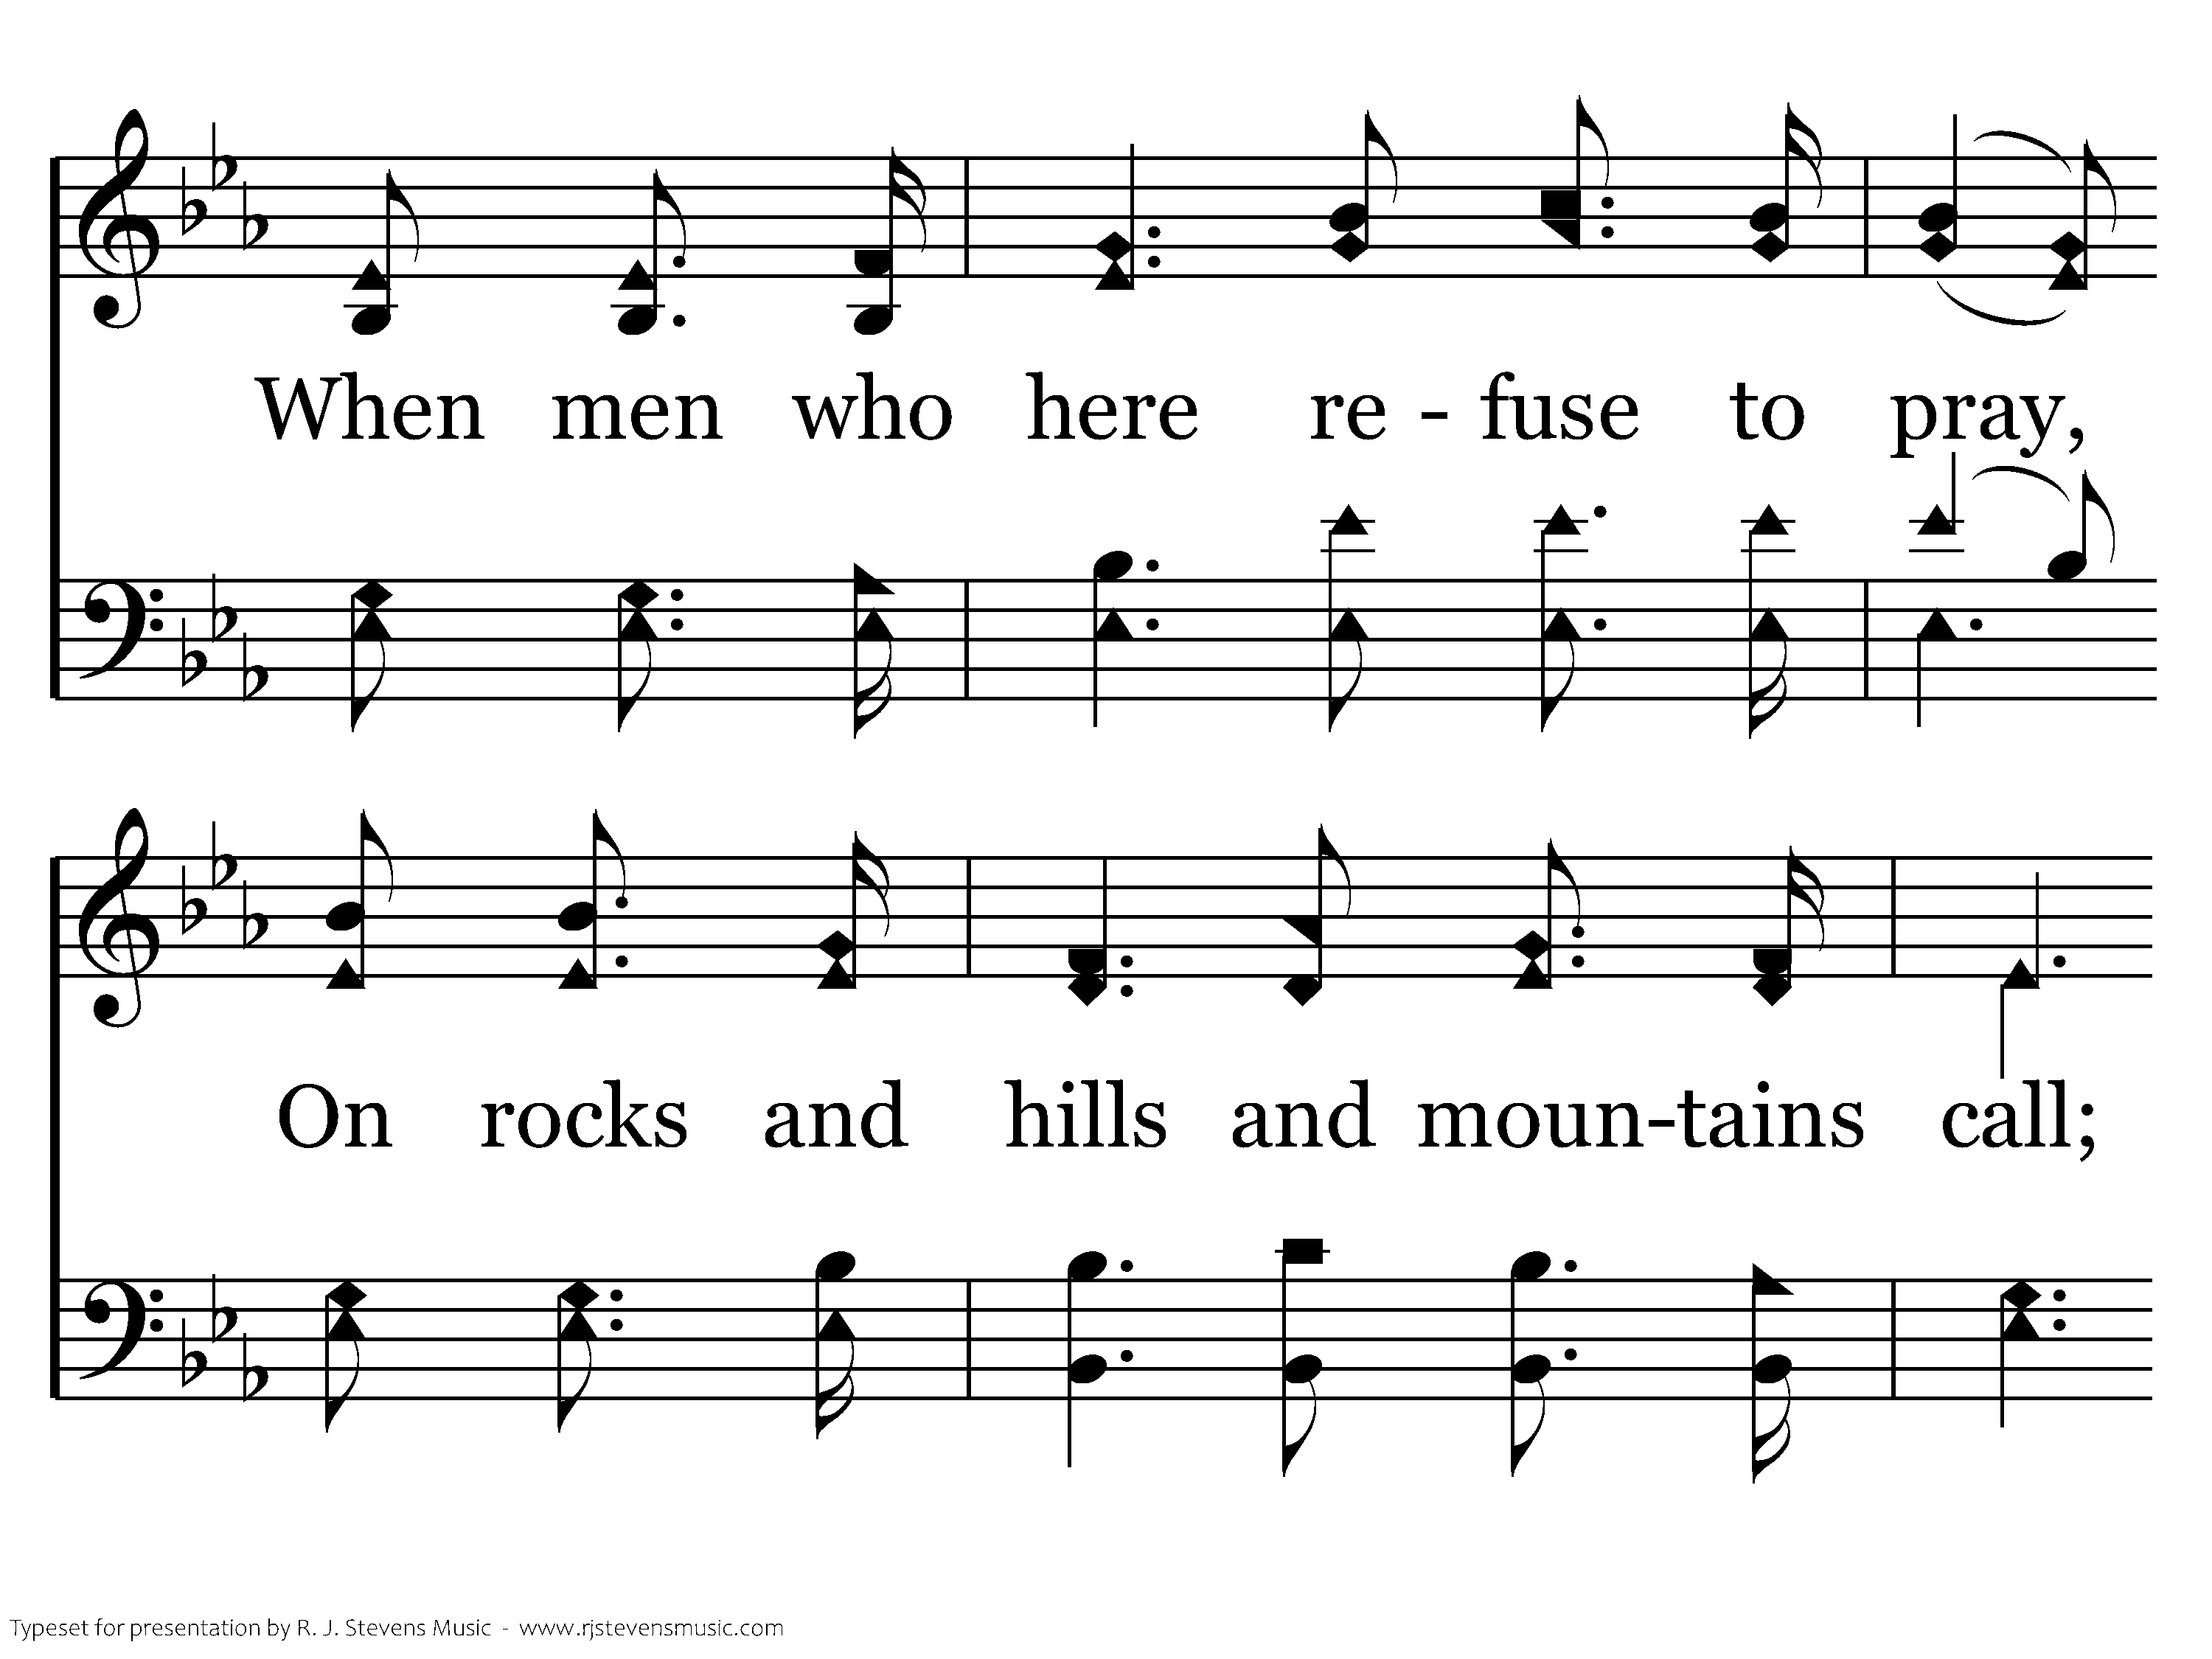 When men who here re - fuse to pray,
On rocks and hills and moun-tains call;
Typeset for presentation by R. J. Stevens Music - www.rjstevensmusic.com